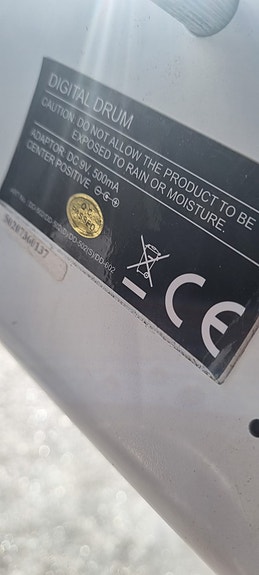 DIGITAL DRUM
CAUTION: DO NOT ALLOW THE PRODUCT TO BE
EXPOSED TO RAIN OR MOISTURE.
ADAPTOR: DC 9V, 500mA
CENTER POSITIVE
CE